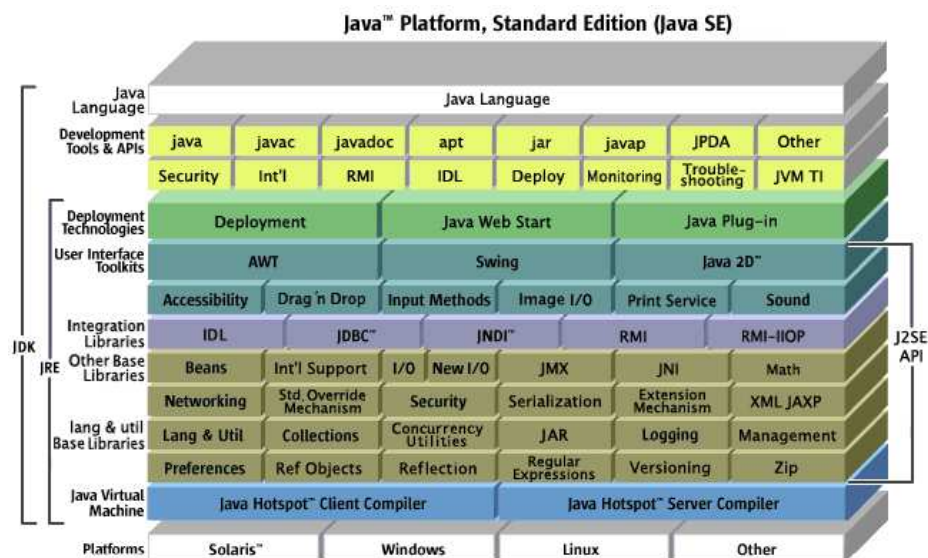 Java™ Platform, Standard Edition (Java SE)
Java
Language
Java Language
Development
Tools & APIs
java javac javadoc apt jar javap JPDA Other
Security Int'l RMI IDL Deploy Monitoring Trouble-
shooting JVM TI
Deployment
Technologies
Deployment Java Web Start Java Plug-in
User Interface
Toolkits
AWT Swing Java 2D™
Accessibility Drag 'n Drop Input Methods Image I/O Print Service Sound
Integration
Libraries
IDL JDBC™ JNDI™ RMI RMI-IIOP
JDK
JRE
J2SE
API
Other Base
Libraries
Beans Int'l Support I/O New I/O JMX JNI Math
Networking Std. Override
Mechanism Security Serialization Extension
Mechanism XML JAXP
lang & util
Base Libraries
Lang & Util Collections Concurrency
Utilities JAR Logging Management
Preferences Ref Objects Reflection Regular
Expressions Versioning Zip
Java Virtual
Machine
Java Hotspot™ Client Compiler Java Hotspot™ Server Compiler
Platforms
Solaris™ Windows Linux Other